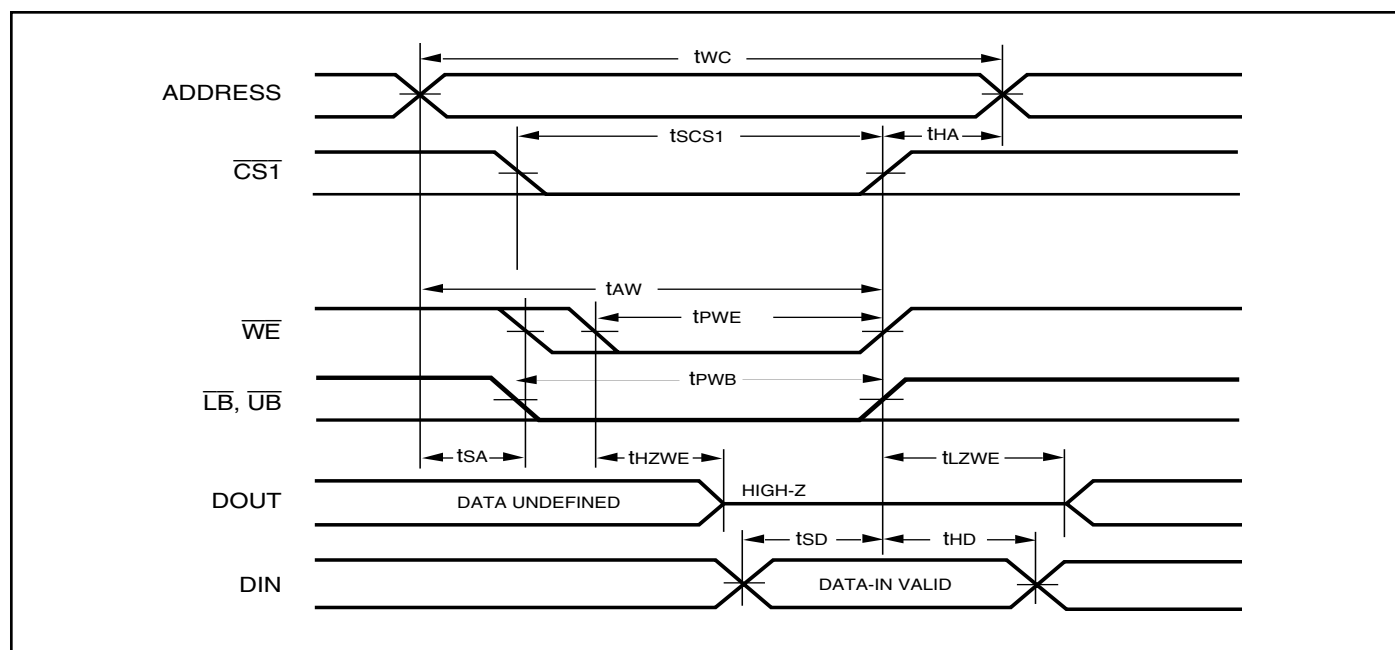 tWC
ADDRESS
tSCS1
tHA
CS1
tAW
tPWE
WE
tPWB
LB, UB
tSA
tHZWE
tLZWE
DOUT
DATA UNDEFINED
HIGH-Z
tSD
tHD
DIN
DATA-IN VALID